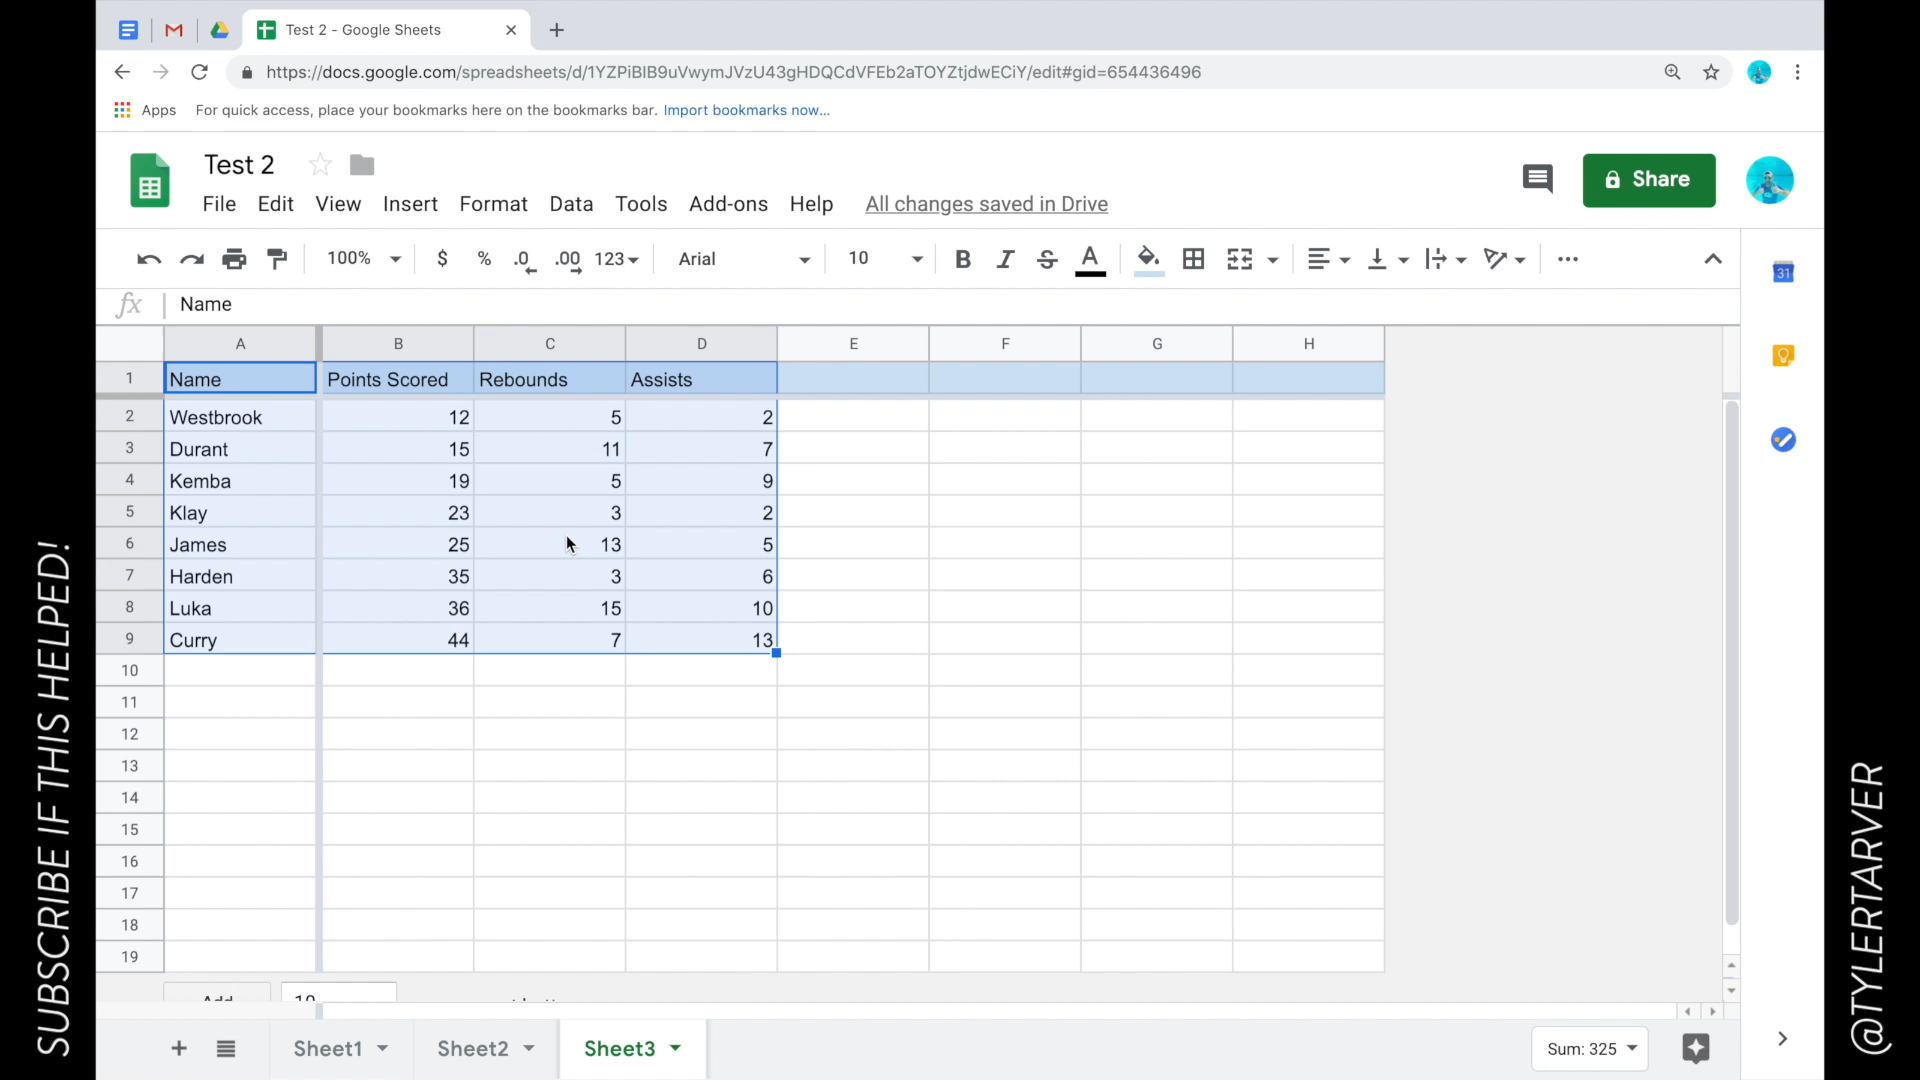 Test 2 - Google Sheets
https://docs.google.com/spreadsheets/d/1YZPiBlB9uVwymJVzU43gHDQCdVFEb2aTOYZtjdwECiY/edit#gid=654436496
Apps For quick access, place your bookmarks here on the bookmarks bar. Import bookmarks now...
Test 2
Share
File Edit View Insert Format Data Tools Add-ons Help All changes saved in Drive
100% $ % .0 .00 123 Arial 10 B I S A
31
fx Name
A B C D E F G H
1 Name Points Scored Rebounds Assists
2 Westbrook 12 5 2
3 Durant 15 11 7
4 Kemba 19 5 9
5 Klay 23 3 2
6 James 25 13 5
7 Harden 35 3 6
8 Luka 36 15 10
9 Curry 44 7 13
10
11
12
13
14
15
16
17
18
19
Sheet1 Sheet2 Sheet3 Sum: 325
SUBSCRIBE IF THIS HELPED!
@TYLERTARVER